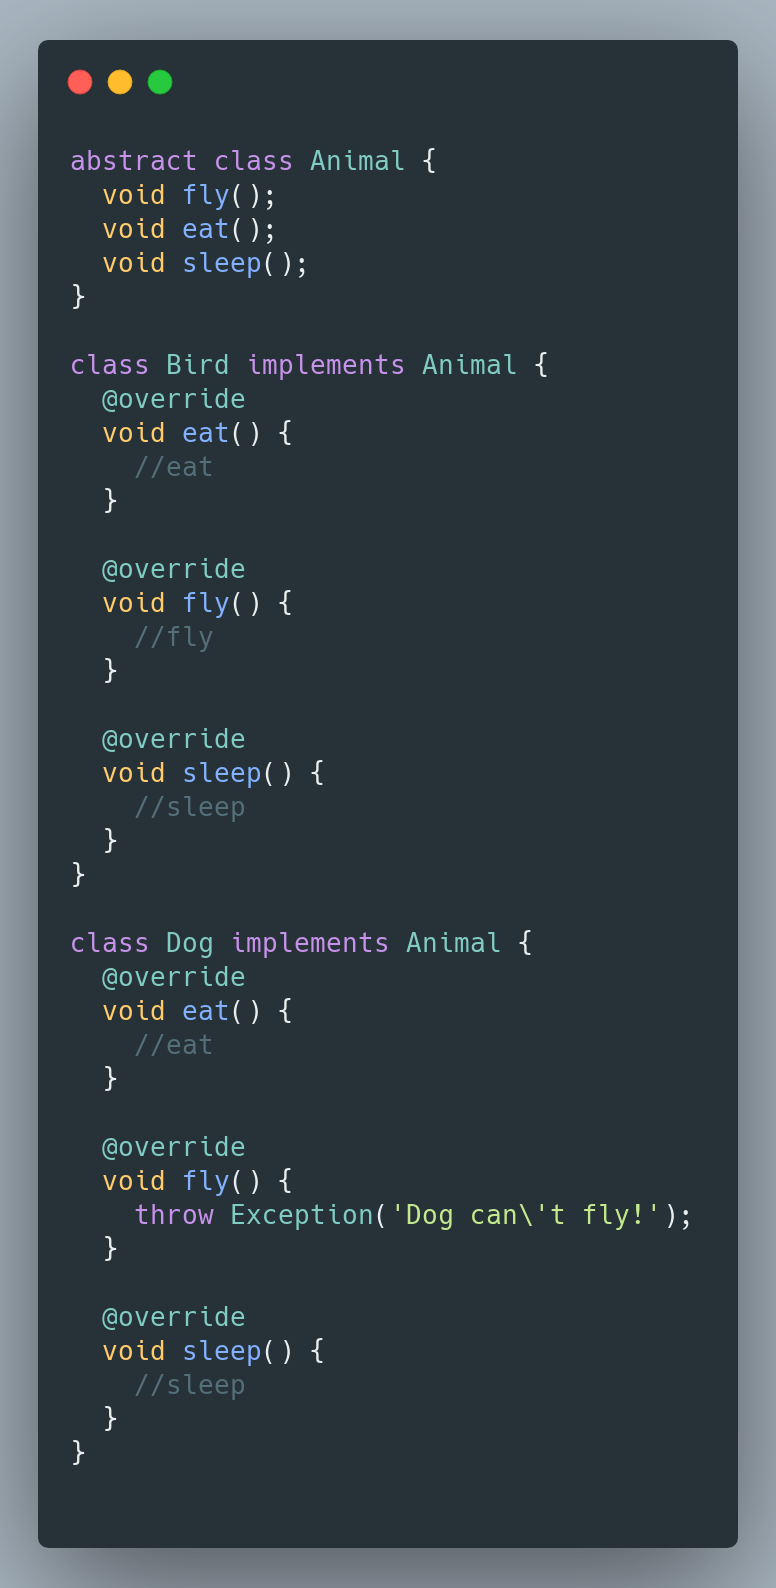 abstract class Animal {
  void fly();
  void eat();
  void sleep();
}

class Bird implements Animal {
  @override
  void eat() {
    //eat
  }

  @override
  void fly() {
    //fly
  }

  @override
  void sleep() {
    //sleep
  }
}

class Dog implements Animal {
  @override
  void eat() {
    //eat
  }

  @override
  void fly() {
    throw Exception('Dog can\'t fly!');
  }

  @override
  void sleep() {
    //sleep
  }
}